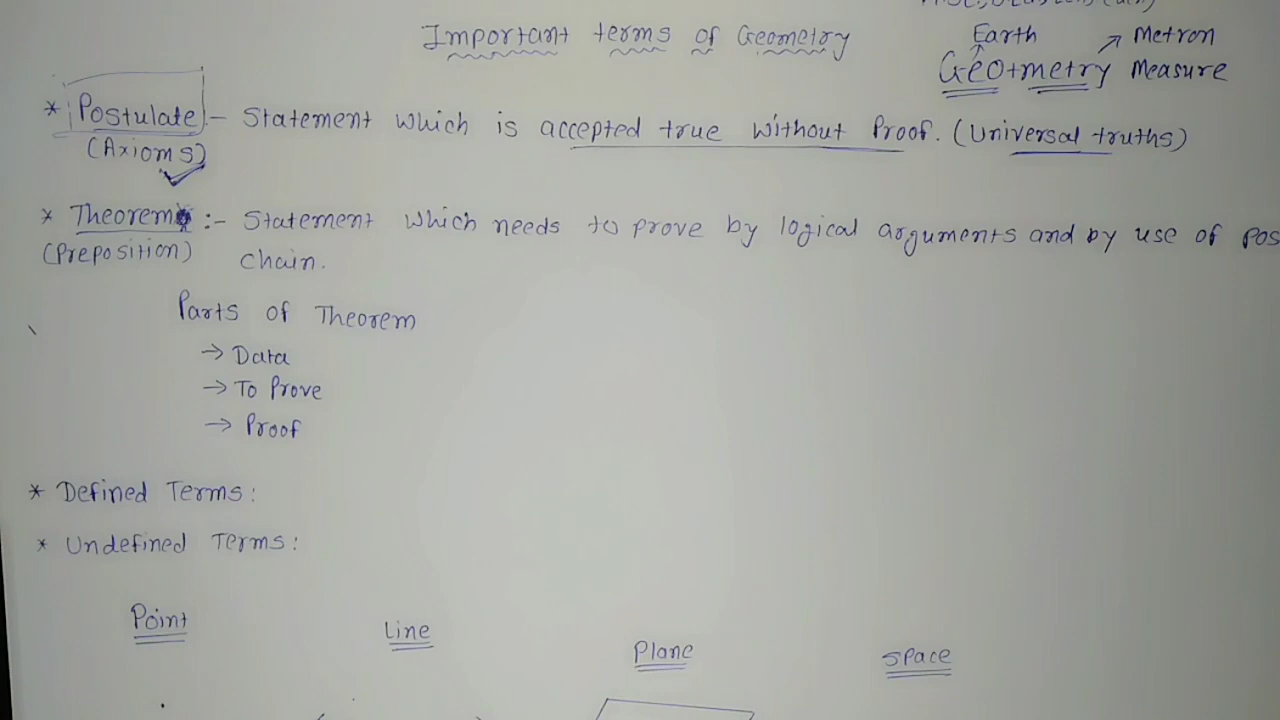 Important terms of Geometry
Earth
Metron
Geo+metry Measure
* Postulate :- Statement which is accepted true without Proof. (Universal truths)
(Axioms)
* Theorem :- Statement which needs to prove by logical arguments and by use of pos
(Preposition) chain.
Parts of Theorem
→ Data
→ To Prove
→ Proof
* Defined Terms:
* Undefined Terms:
Point
Line
Plane
Space